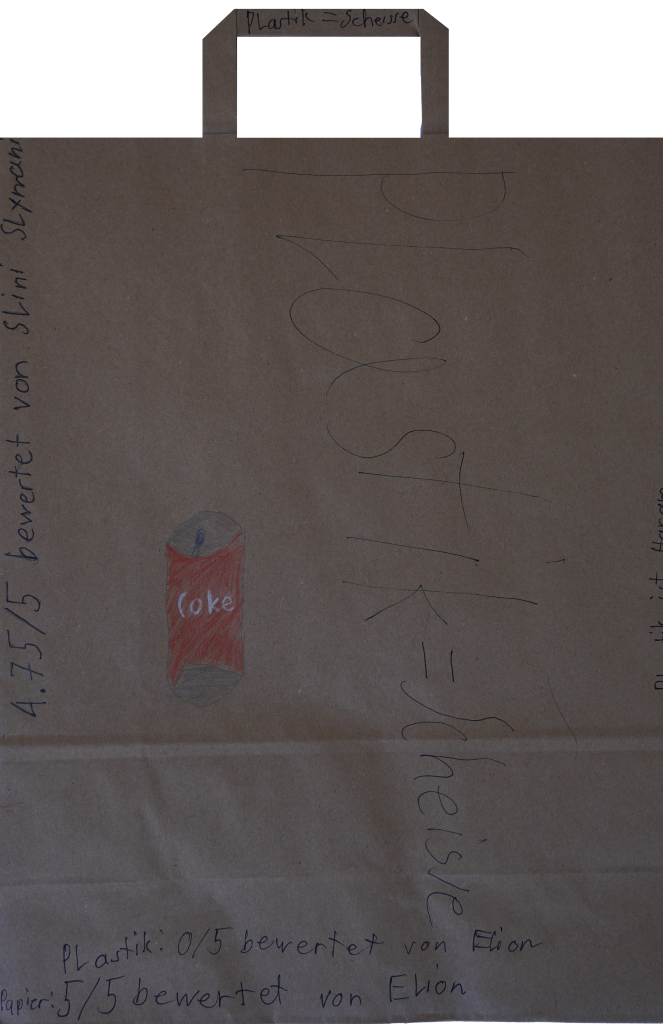 PLastik = Scheisse
Plastik = Scheisse
4.75/5 bewertet von SLini
Coke
PLastik: 0/5 bewertet von Elion
Papier: 5/5 bewertet von Elion